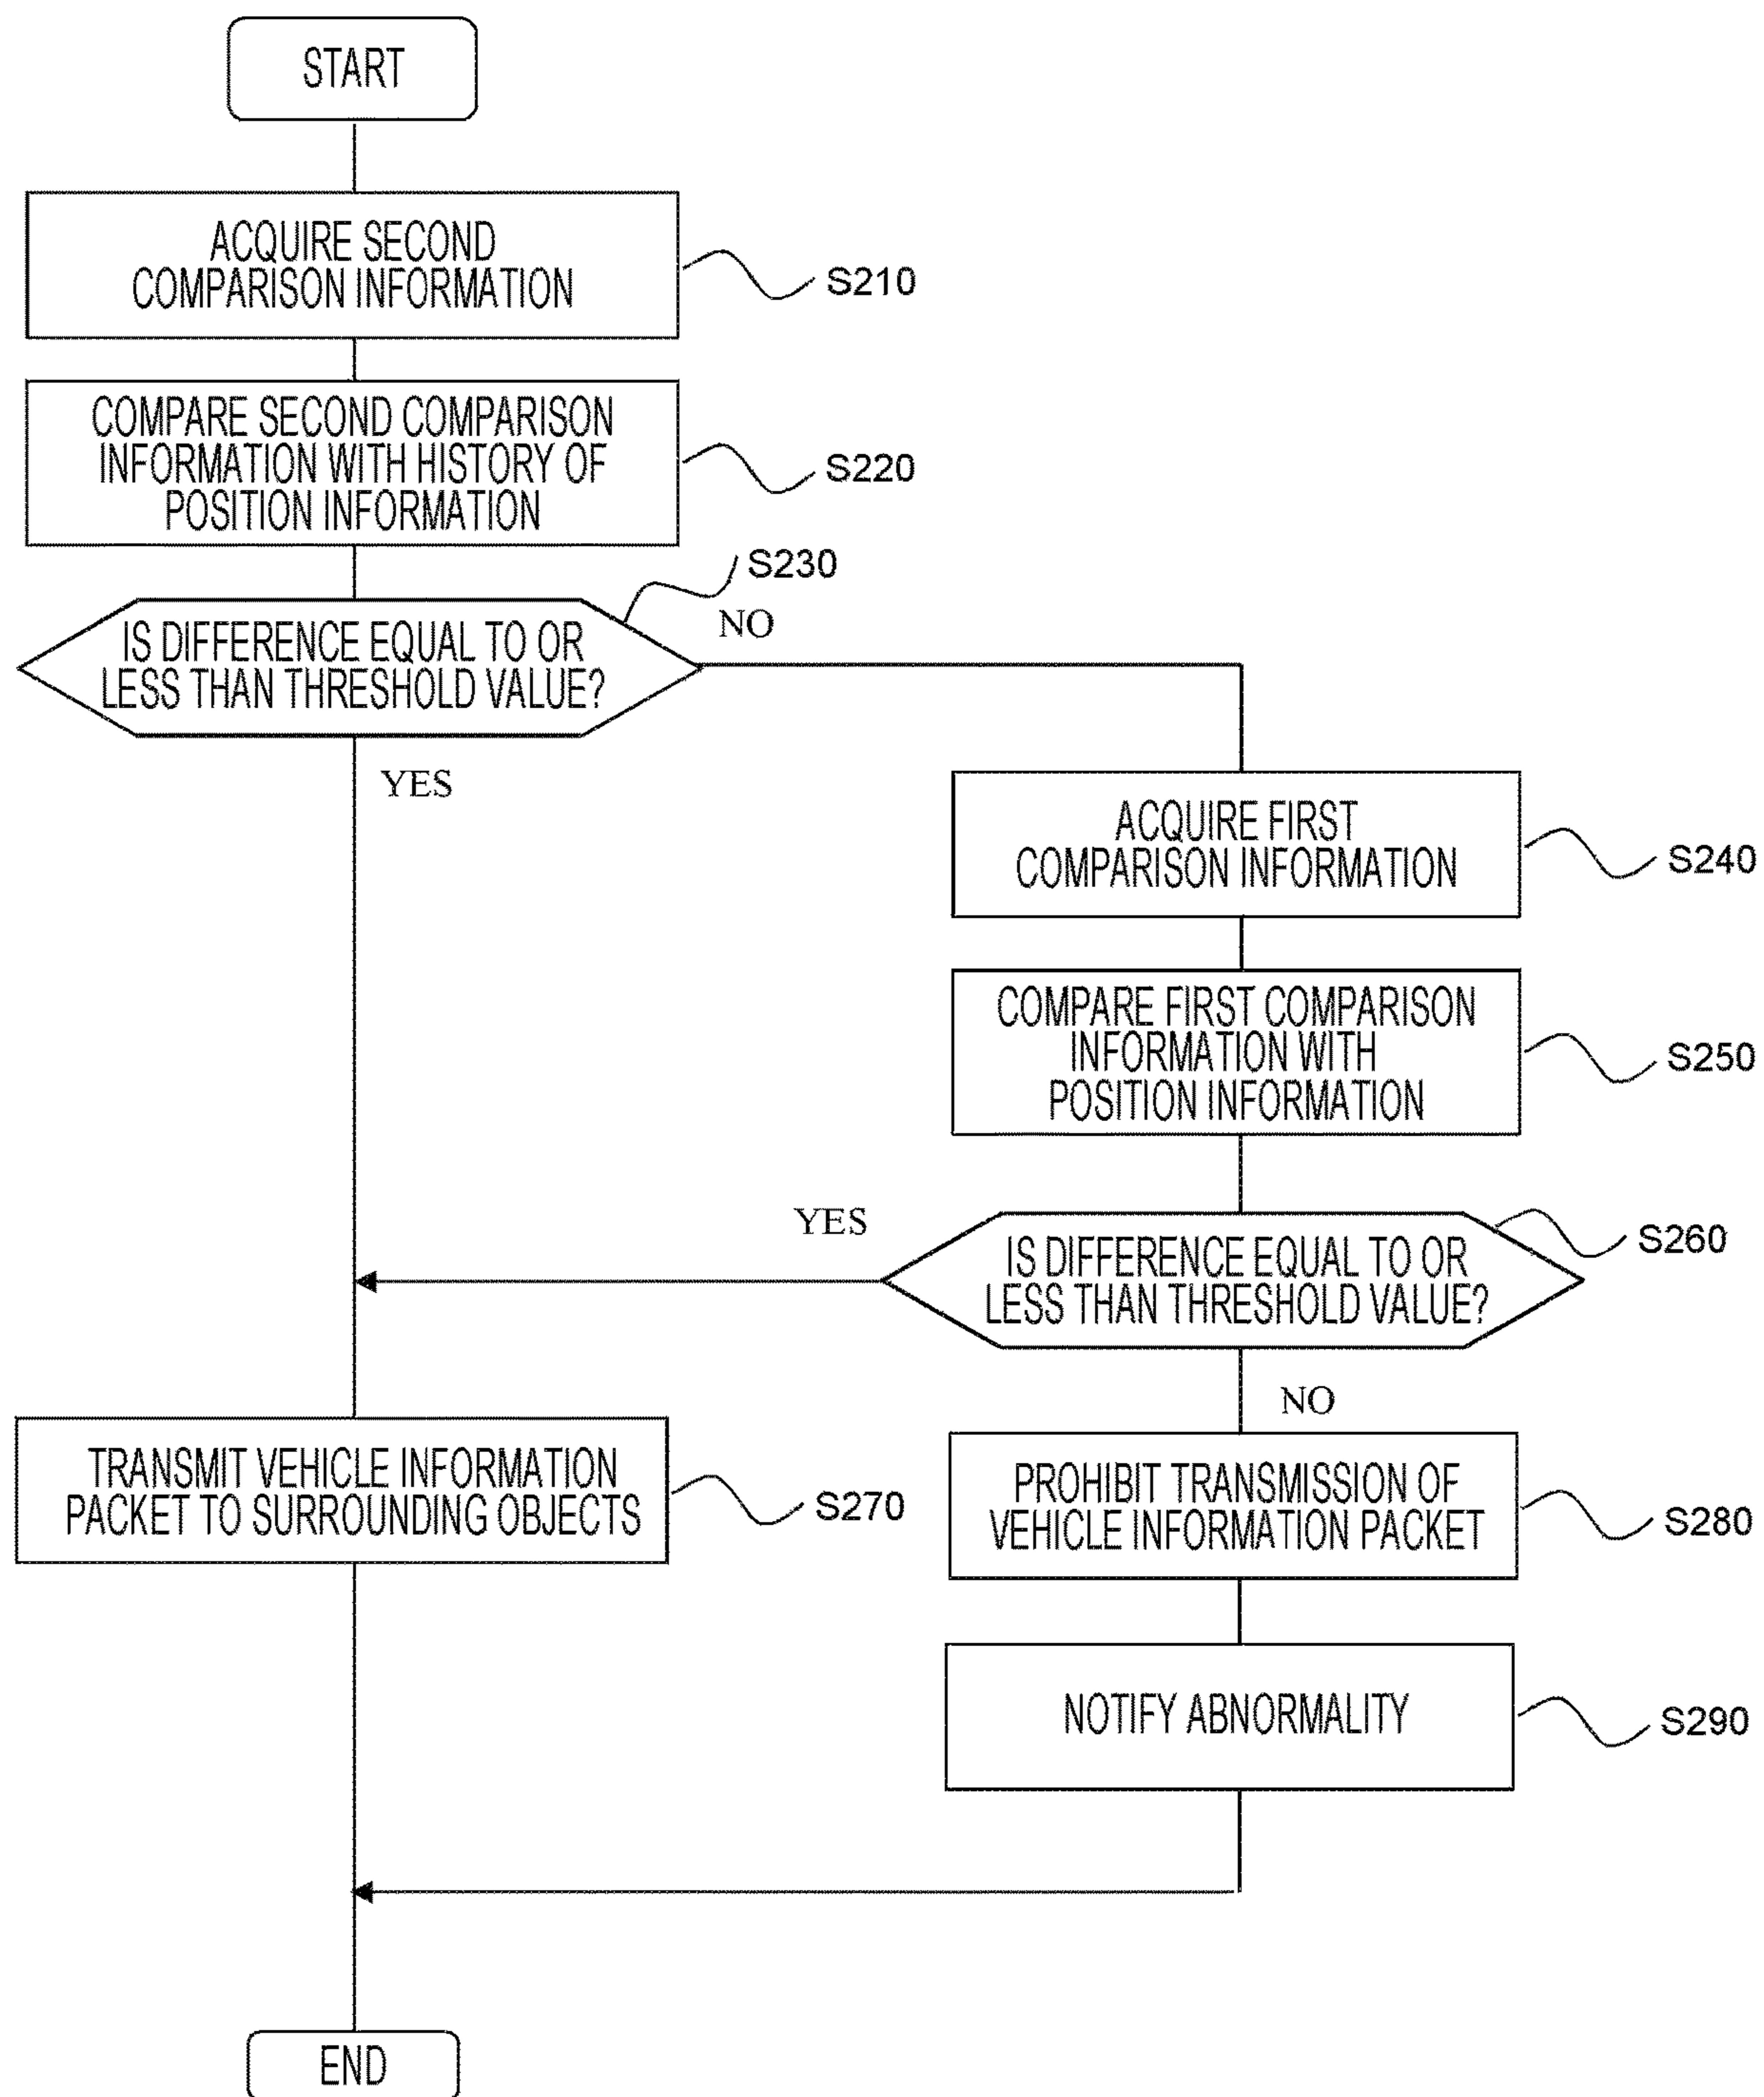 START
ACQUIRE SECOND
COMPARISON INFORMATION
S210
COMPARE SECOND COMPARISON
INFORMATION WITH HISTORY OF
POSITION INFORMATION
S220
S230
IS DIFFERENCE EQUAL TO OR
LESS THAN THRESHOLD VALUE?
NO
YES
ACQUIRE FIRST
COMPARISON INFORMATION
S240
COMPARE FIRST COMPARISON
INFORMATION WITH
POSITION INFORMATION
S250
YES
IS DIFFERENCE EQUAL TO OR
LESS THAN THRESHOLD VALUE?
S260
NO
TRANSMIT VEHICLE INFORMATION
PACKET TO SURROUNDING OBJECTS
S270
PROHIBIT TRANSMISSION OF
VEHICLE INFORMATION PACKET
S280
NOTIFY ABNORMALITY
S290
END